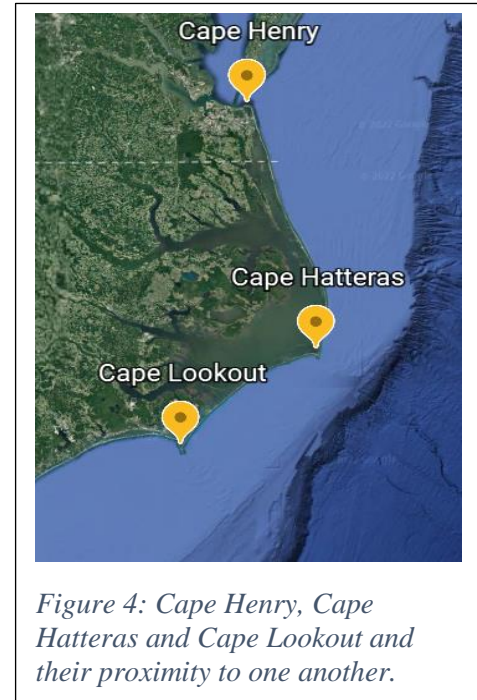 Cape Henry
Cape Hatteras
Cape Lookout
Figure 4: Cape Henry, Cape
Hatteras and Cape Lookout and
their proximity to one another.